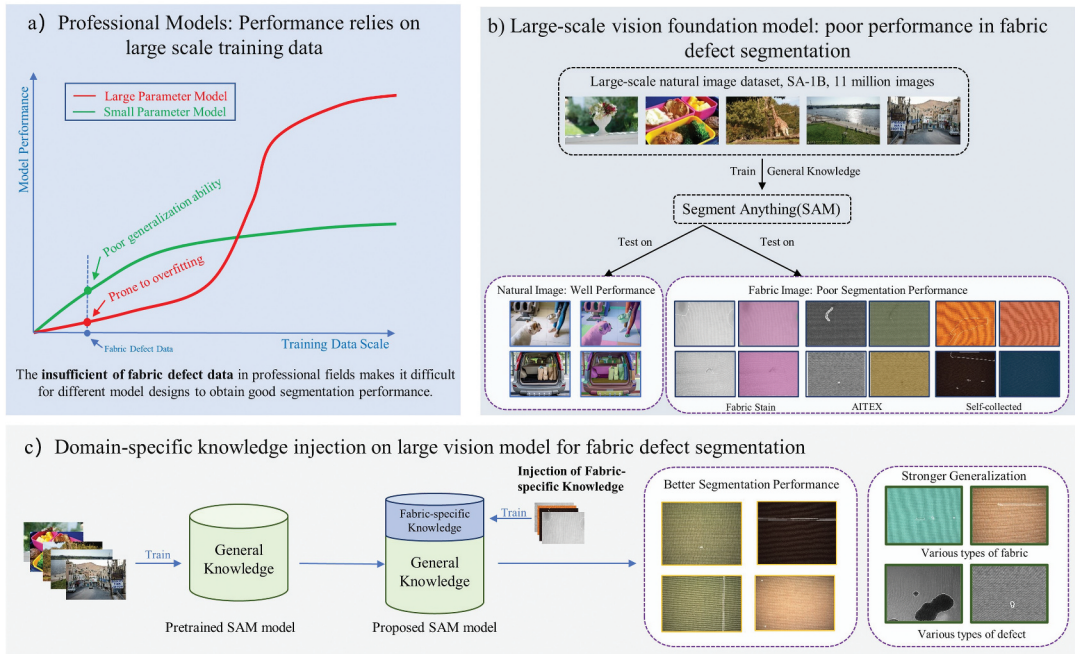 a) Professional Models: Performance relies on
large scale training data
Large Parameter Model
Small Parameter Model
Model Performance
Poor generalization ability
Prone to overfitting
Fabric Defect Data
Training Data Scale
The insufficient of fabric defect data in professional fields makes it difficult
for different model designs to obtain good segmentation performance.
b) Large-scale vision foundation model: poor performance in fabric
defect segmentation
Large-scale natural image dataset, SA-1B, 11 million images
Train
General Knowledge
Segment Anything(SAM)
Test on
Test on
Natural Image: Well Performance
Fabric Image: Poor Segmentation Performance
Fabric Stain
AITEX
Self-collected
c) Domain-specific knowledge injection on large vision model for fabric defect segmentation
Train
General
Knowledge
Pretrained SAM model
Fabric-specific
Knowledge
General
Knowledge
Proposed SAM model
Injection of Fabric-
specific Knowledge
Train
Better Segmentation Performance
Stronger Generalization
Various types of fabric
Various types of defect